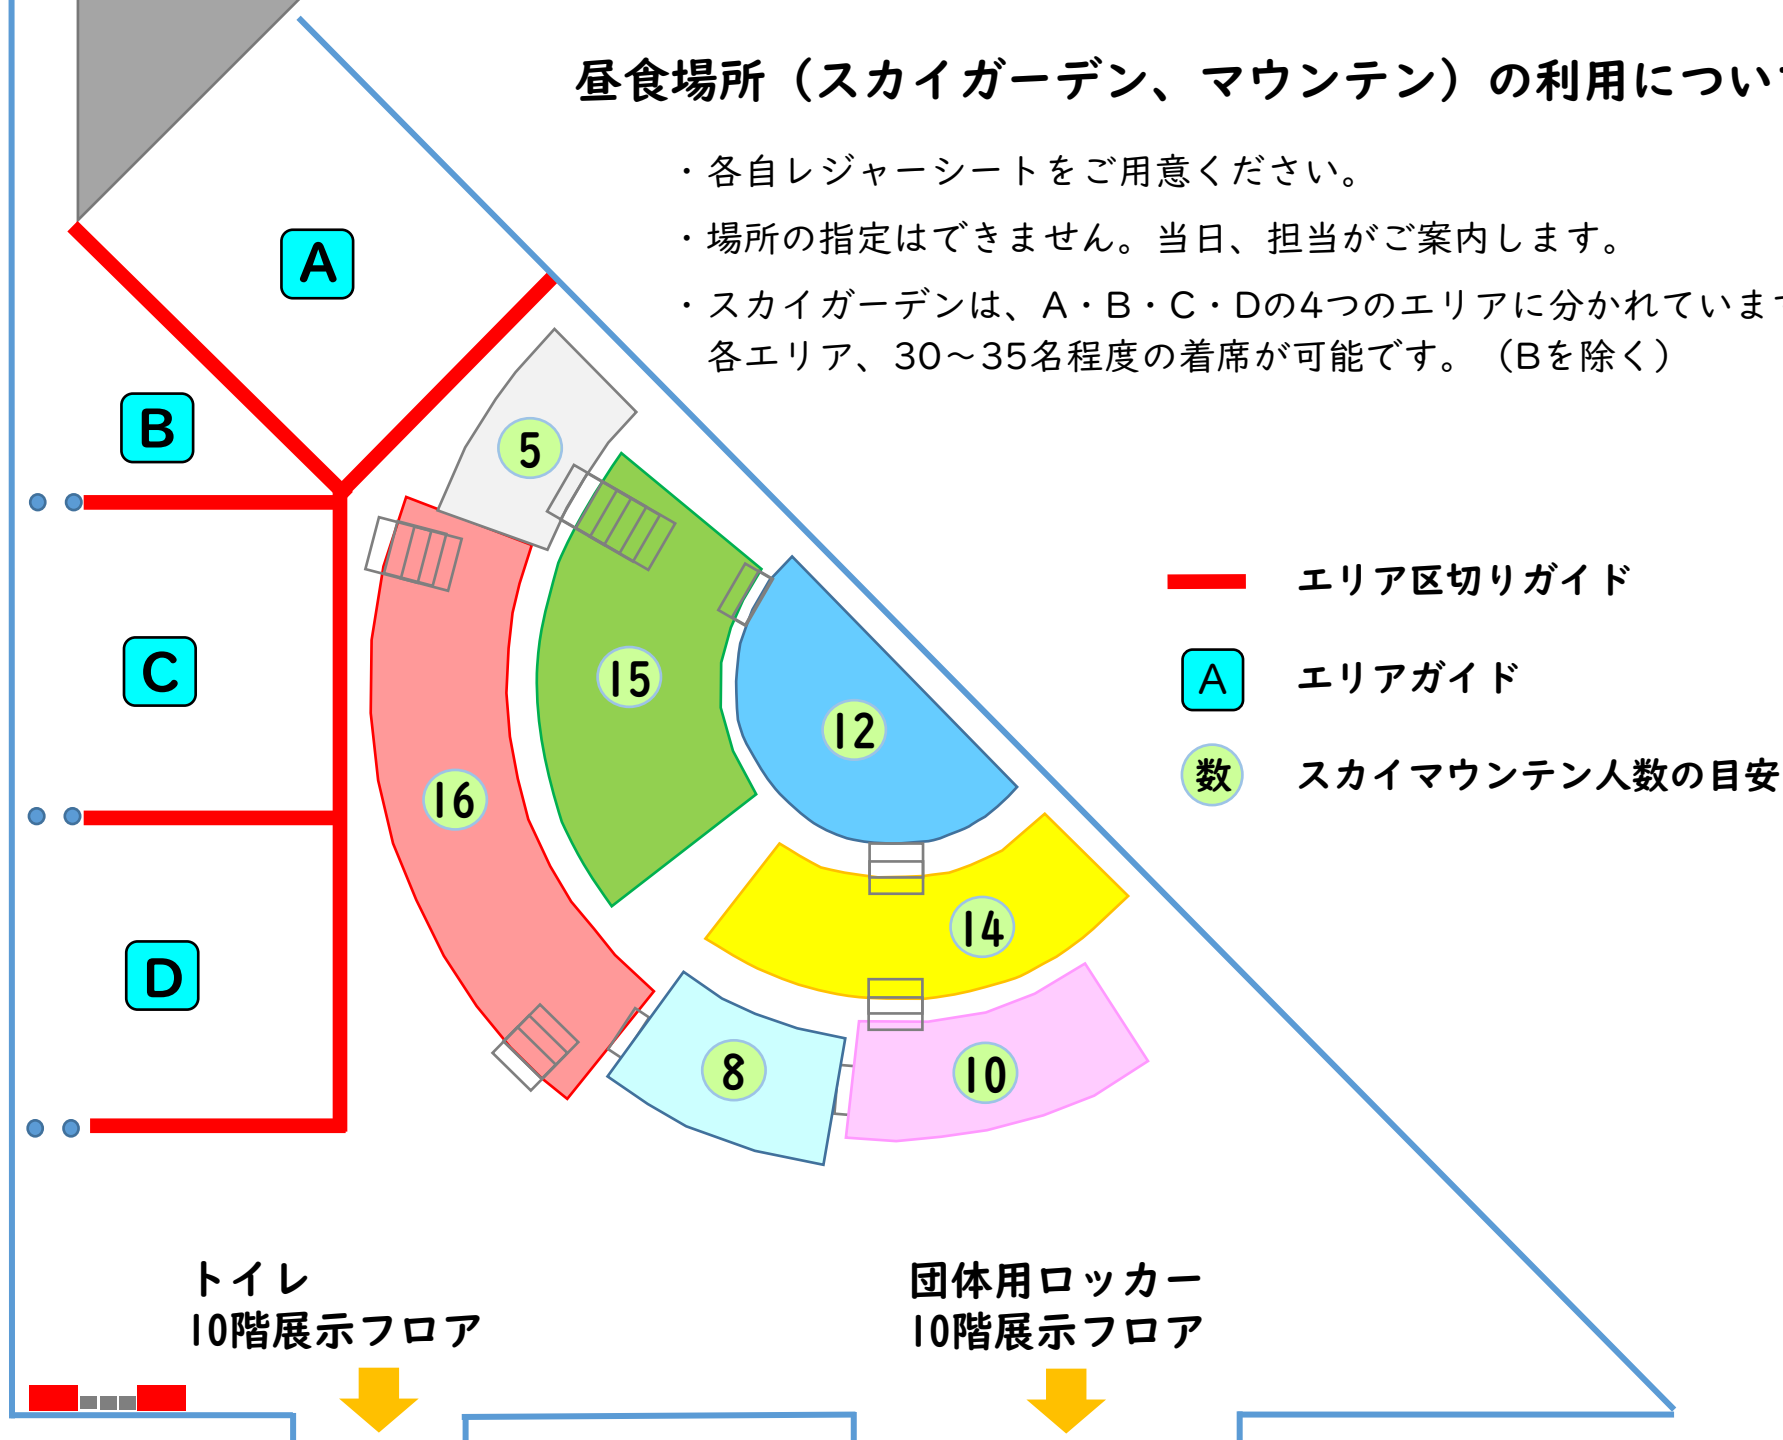 昼食場所（スカイガーデン、マウンテン）の利用につい
・各自レジャーシートをご用意ください。
・場所の指定はできません。当日、担当がご案内します。
・スカイガーデンは、A・B・C・Dの4つのエリアに分かれていま
各エリア、30～35名程度の着席が可能です。（Bを除く）
A
B
5
C
15
12
16
D
14
8
10
エリア区切りガイド
A エリアガイド
数 スカイマウンテン人数の目安
トイレ
10階展示フロア
団体用ロッカー
10階展示フロア